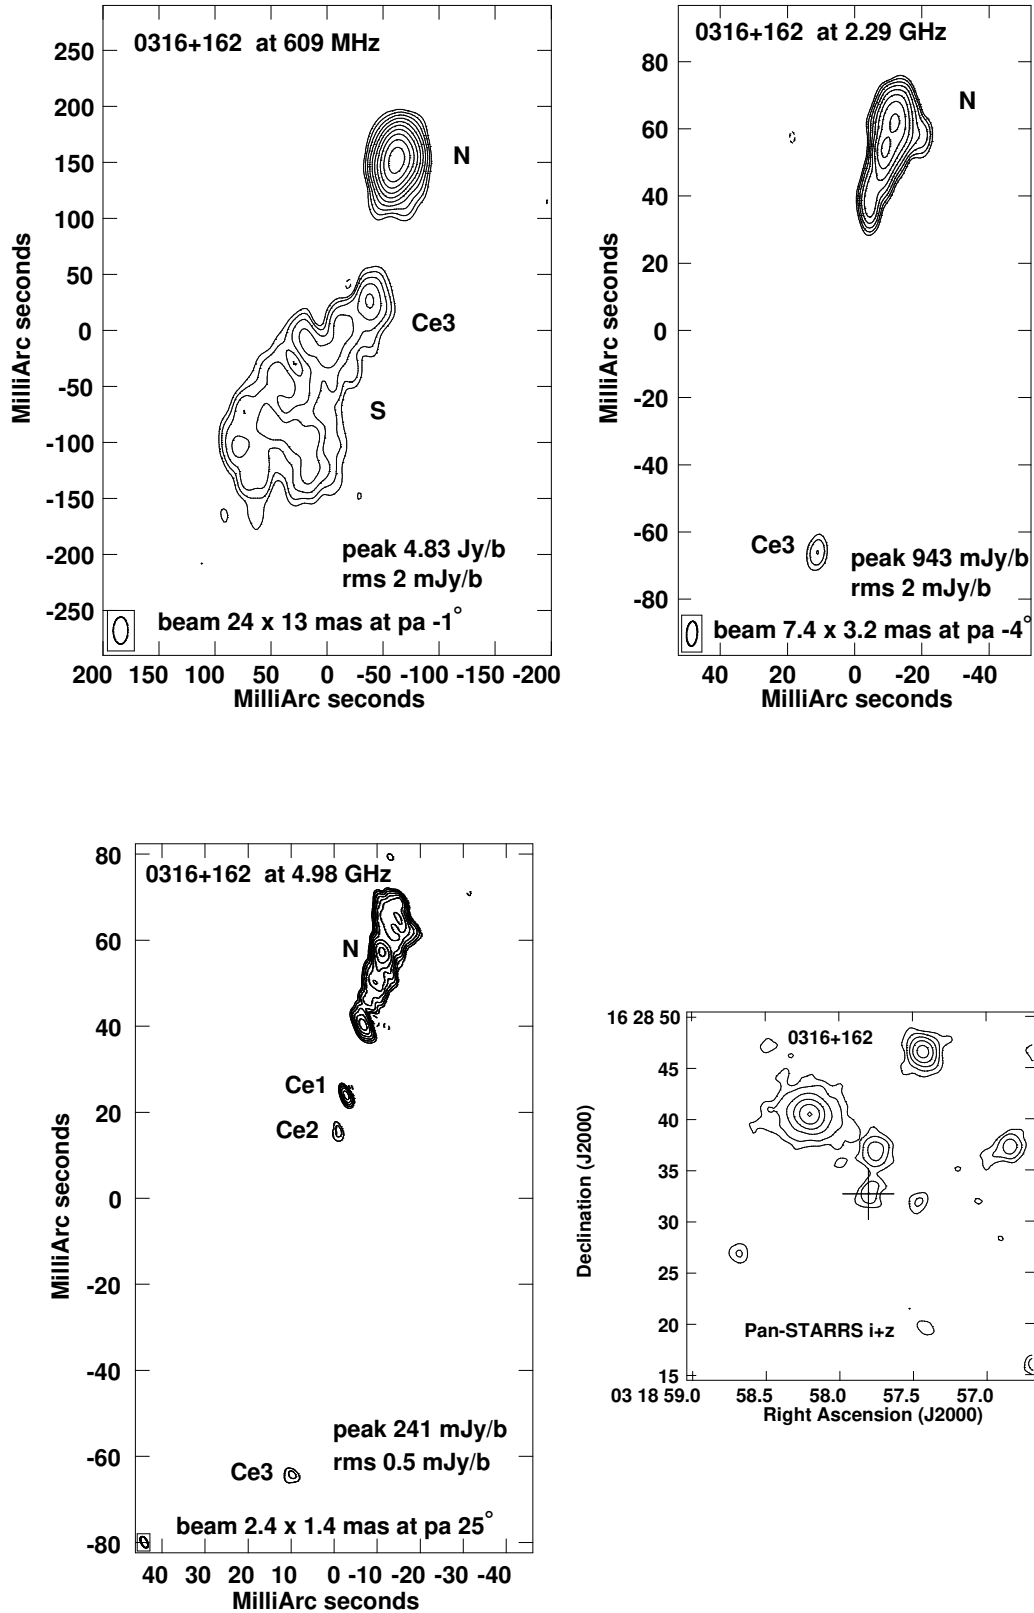 0316+162 at 609 MHz
250
200
150
100
50
0
-50
-100
-150
-200
-250
MilliArc seconds
N
Ce3
S
peak 4.83 Jy/b
rms 2 mJy/b
beam 24 x 13 mas at pa -1°
200 150 100 50 0 -50 -100 -150 -200
MilliArc seconds
0316+162 at 2.29 GHz
80
60
40
20
0
-20
-40
-60
-80
MilliArc seconds
N
Ce3
peak 943 mJy/b
rms 2 mJy/b
beam 7.4 x 3.2 mas at pa -4°
40 20 0 -20 -40
MilliArc seconds
0316+162 at 4.98 GHz
80
60
40
20
0
-20
-40
-60
-80
MilliArc seconds
N
Ce1
Ce2
Ce3
peak 241 mJy/b
rms 0.5 mJy/b
beam 2.4 x 1.4 mas at pa 25°
40 30 20 10 0 -10 -20 -30 -40
MilliArc seconds
16 28 50
45
40
35
30
25
20
15
Declination (J2000)
0316+162
Pan-STARRS i+z
03 18 59.0 58.5 58.0 57.5 57.0
Right Ascension (J2000)